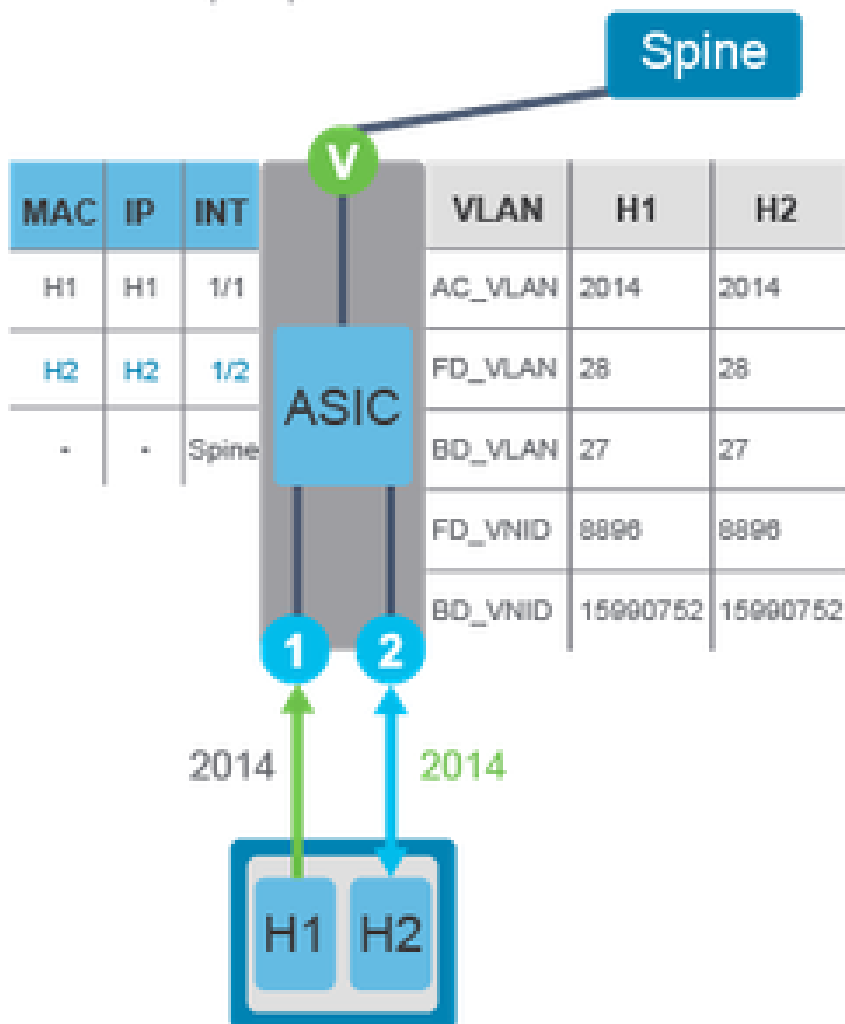 Spine
V
MAC IP INT
H1 H1 1/1
H2 H2 1/2
- - Spine
ASIC
VLAN H1 H2
AC_VLAN 2014 2014
FD_VLAN 28 28
BD_VLAN 27 27
FD_VNID 8896 8896
BD_VNID 15990752 15990752
1 2
2014 2014
H1 H2